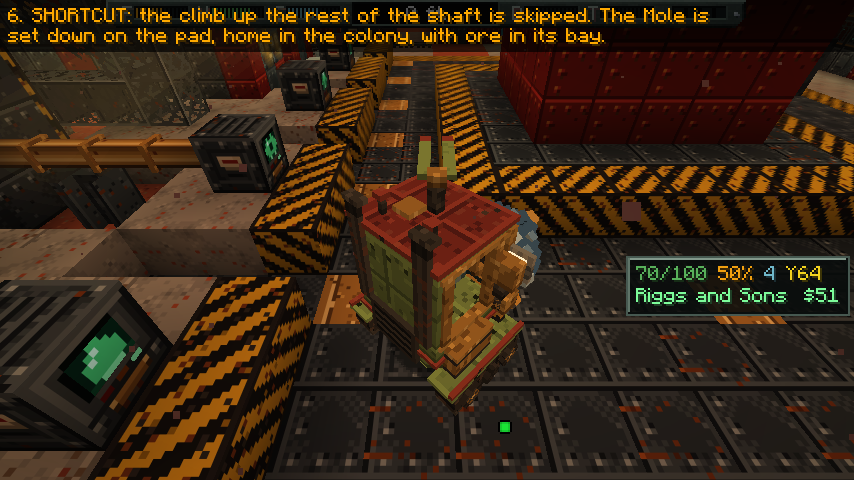 6. SHORTCUT: the climb up the rest of the shaft is skipped. The Mole is
set down on the pad, home in the colony, with ore in its bay.
70/100 50% 4 Y64
Riggs and Sons $51